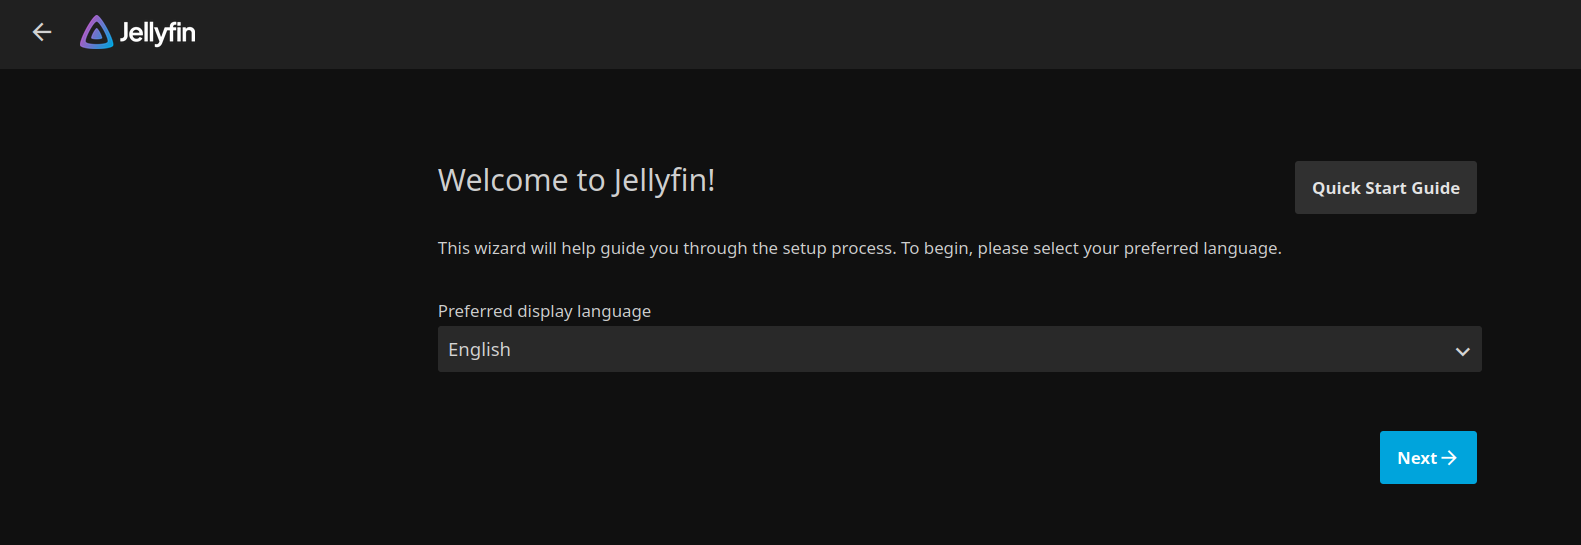 Jellyfin
Welcome to Jellyfin!
Quick Start Guide
This wizard will help guide you through the setup process. To begin, please select your preferred language.
Preferred display language
English
Next